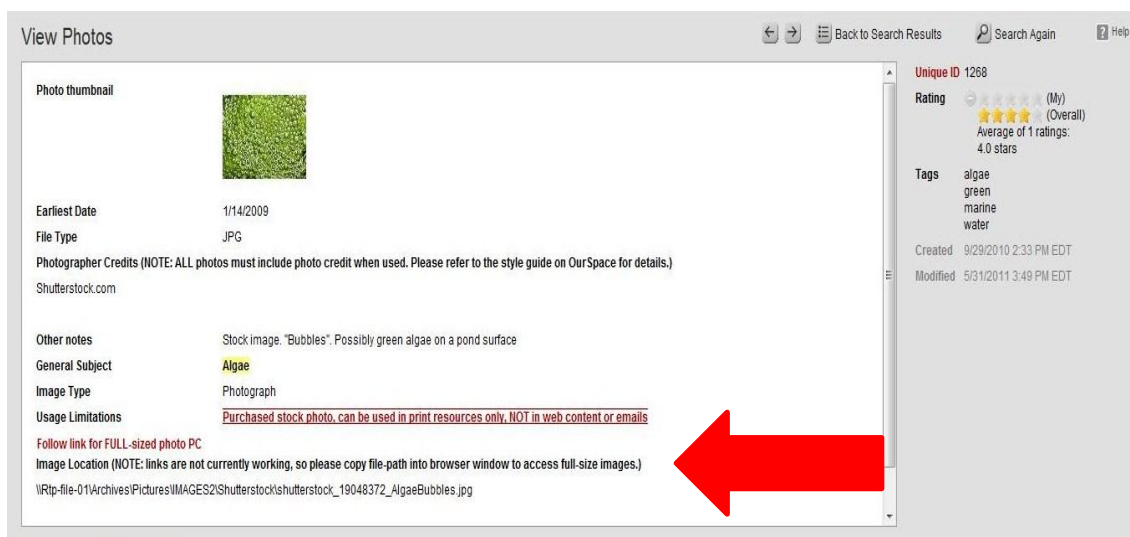 View Photos
Back to Search Results
Search Again
? Help
Photo thumbnail
Earliest Date 1/14/2009
File Type JPG
Photographer Credits (NOTE: ALL photos must include photo credit when used. Please refer to the style guide on OurSpace for details.)
Shutterstock.com
Other notes Stock image. "Bubbles". Possibly green algae on a pond surface
General Subject Algae
Image Type Photograph
Usage Limitations Purchased stock photo, can be used in print resources only, NOT in web content or emails
Follow link for FULL-sized photo PC
Image Location (NOTE: links are not currently working, so please copy file-path into browser window to access full-size images.)
\\Rtp-file-01\Archives\Pictures\IMAGES2\Shutterstock\shutterstock_19048372_AlgaeBubbles.jpg
Unique ID 1268
Rating (My)
(Overall)
Average of 1 ratings:
4.0 stars
Tags algae
green
marine
water
Created 9/29/2010 2:33 PM EDT
Modified 5/31/2011 3:49 PM EDT